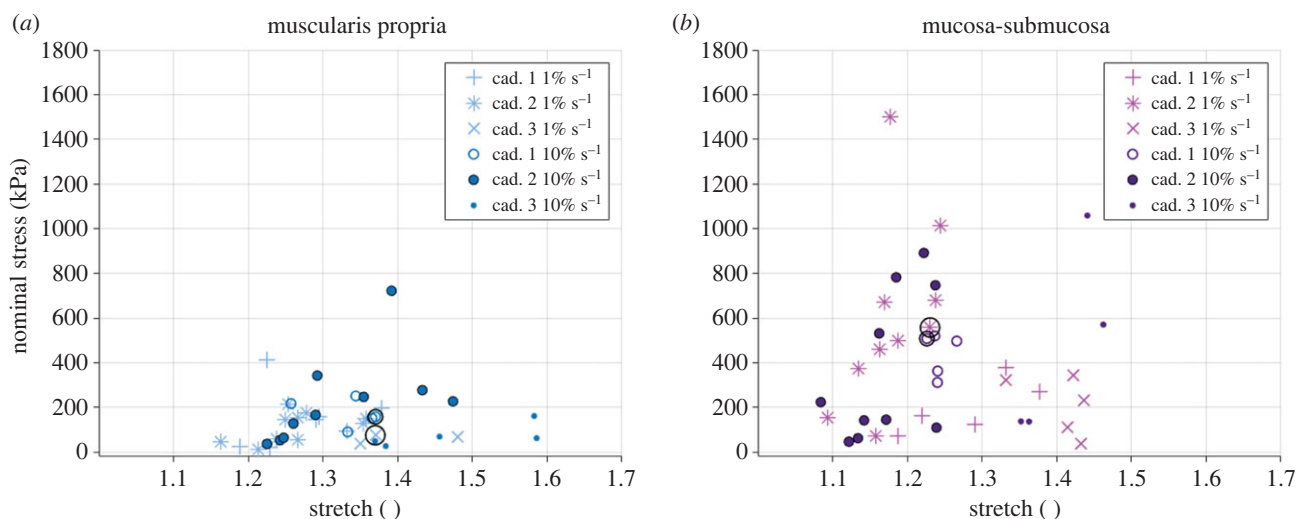 (a) muscularis propria
1800
1600
1400
1200
1000
800
600
400
200
0
nominal stress (kPa)
cad. 1 1% s⁻¹
cad. 2 1% s⁻¹
cad. 3 1% s⁻¹
cad. 1 10% s⁻¹
cad. 2 10% s⁻¹
cad. 3 10% s⁻¹
1.1 1.2 1.3 1.4 1.5 1.6 1.7
stretch ( )
(b) mucosa-submucosa
1800
1600
1400
1200
1000
800
600
400
200
0
cad. 1 1% s⁻¹
cad. 2 1% s⁻¹
cad. 3 1% s⁻¹
cad. 1 10% s⁻¹
cad. 2 10% s⁻¹
cad. 3 10% s⁻¹
1.1 1.2 1.3 1.4 1.5 1.6 1.7
stretch ( )